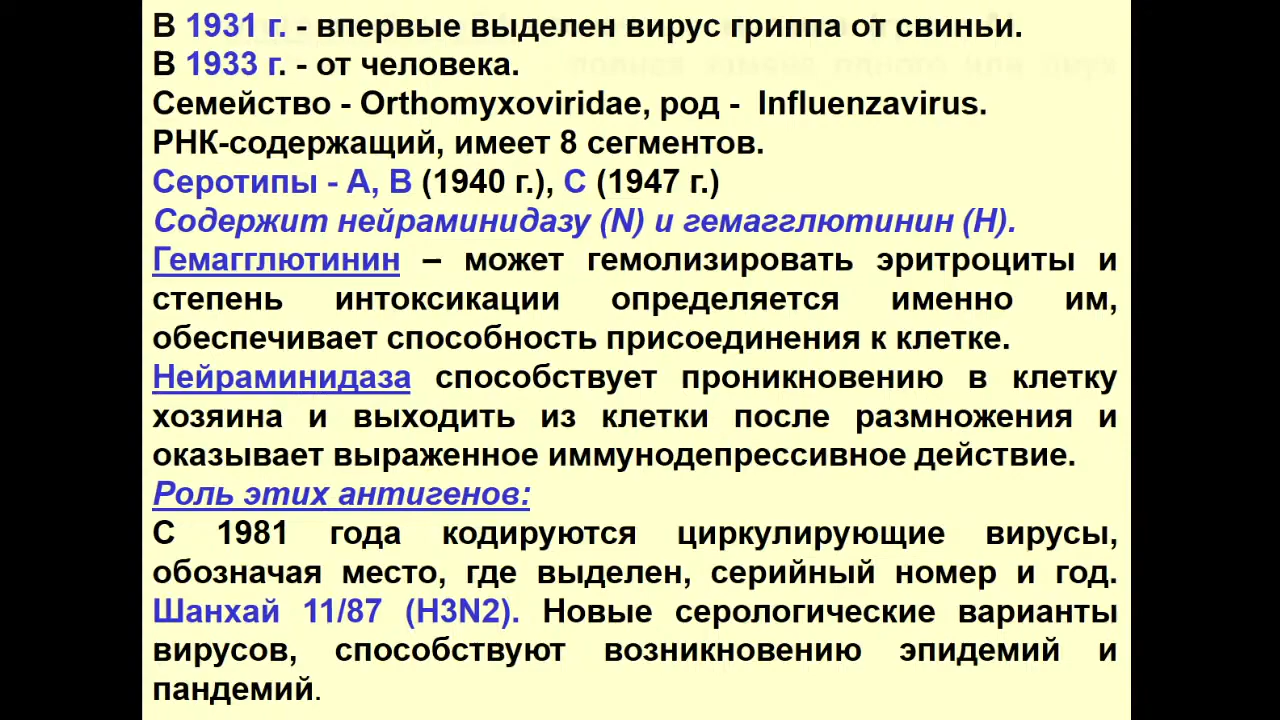 В 1931 г. - впервые выделен вирус гриппа от свиньи.
В 1933 г. - от человека.
Семейство - Orthomyxoviridae, род -  Influenzavirus.
РНК-содержащий, имеет 8 сегментов.
Серотипы - А, В (1940 г.), С (1947 г.)
Содержит нейраминидазу (N) и гемагглютинин (H).
Гемагглютинин – может гемолизировать эритроциты и
степень интоксикации определяется именно им,
обеспечивает способность присоединения к клетке.
Нейраминидаза способствует проникновению в клетку
хозяина и выходить из клетки после размножения и
оказывает выраженное иммунодепрессивное действие.
Роль этих антигенов:
С 1981 года кодируются циркулирующие вирусы,
обозначая место, где выделен, серийный номер и год.
Шанхай 11/87 (H3N2). Новые серологические варианты
вирусов, способствуют возникновению эпидемий и
пандемий.